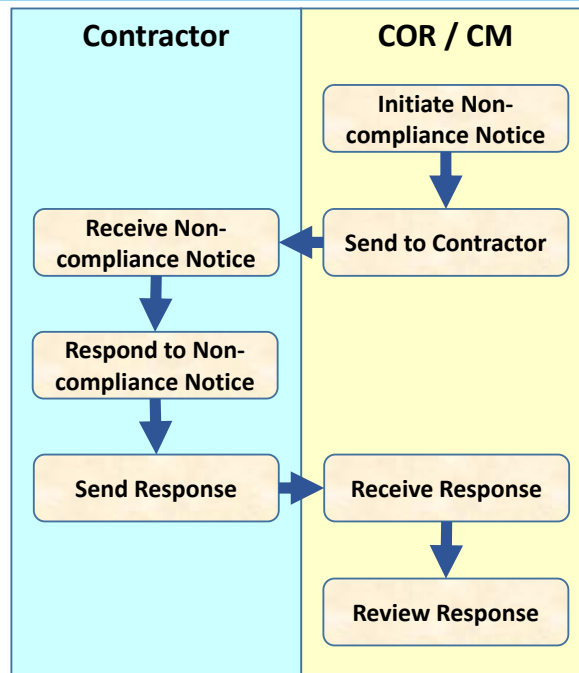 Contractor
COR / CM
Initiate Non-
compliance Notice
Send to Contractor
Receive Non-
compliance Notice
Respond to Non-
compliance Notice
Send Response
Receive Response
Review Response